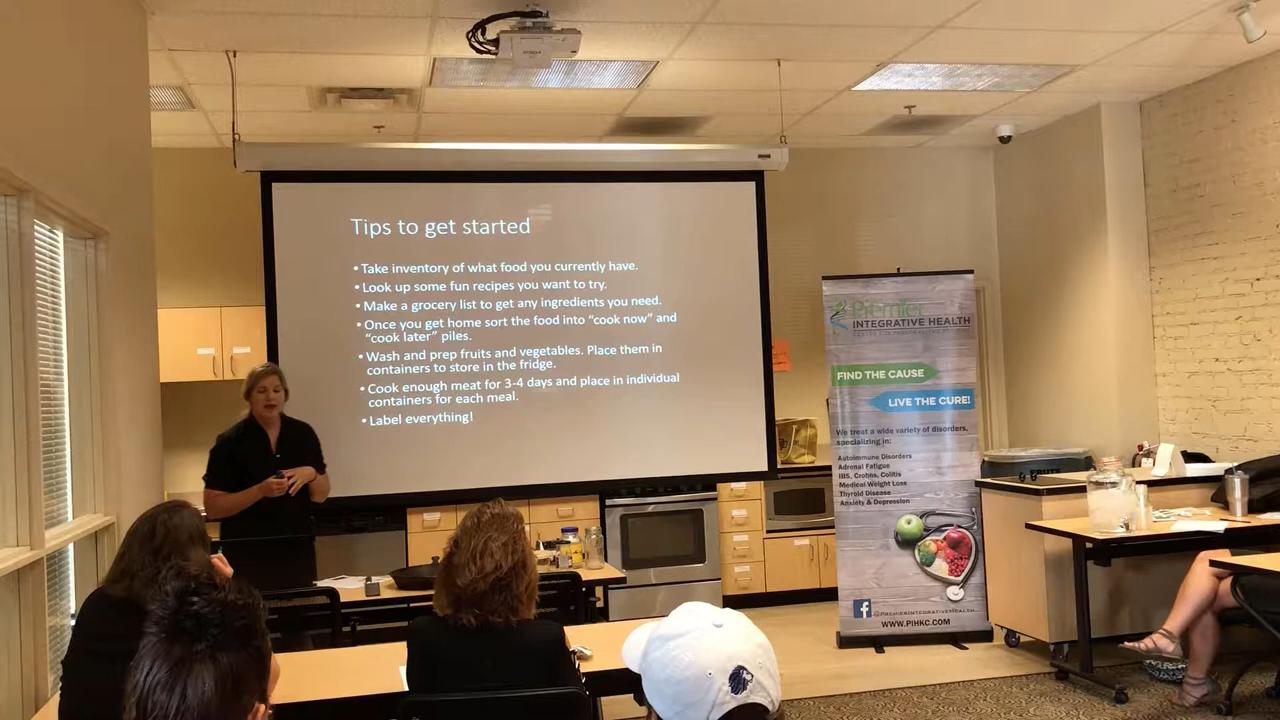 Tips to get started
• Take inventory of what food you currently have.
• Look up some fun recipes you want to try.
• Make a grocery list to get any ingredients you need.
• Once you get home sort the food into “cook now” and
“cook later” piles.
• Wash and prep fruits and vegetables. Place them in
containers to store in the fridge.
• Cook enough meat for 3-4 days and place in individual
containers for each meal.
• Label everything!
Premier
INTEGRATIVE HEALTH
FIND THE CAUSE
LIVE THE CURE!
We treat a wide variety of disorders,
specializing in:
Autoimmune Disorders
Adrenal Fatigue
IBS, Crohns, Colitis
Medical Weight Loss
Thyroid Disease
Anxiety & Depression
@PREMIERINTEGRATIVEHEALTH
WWW.PIHKC.COM